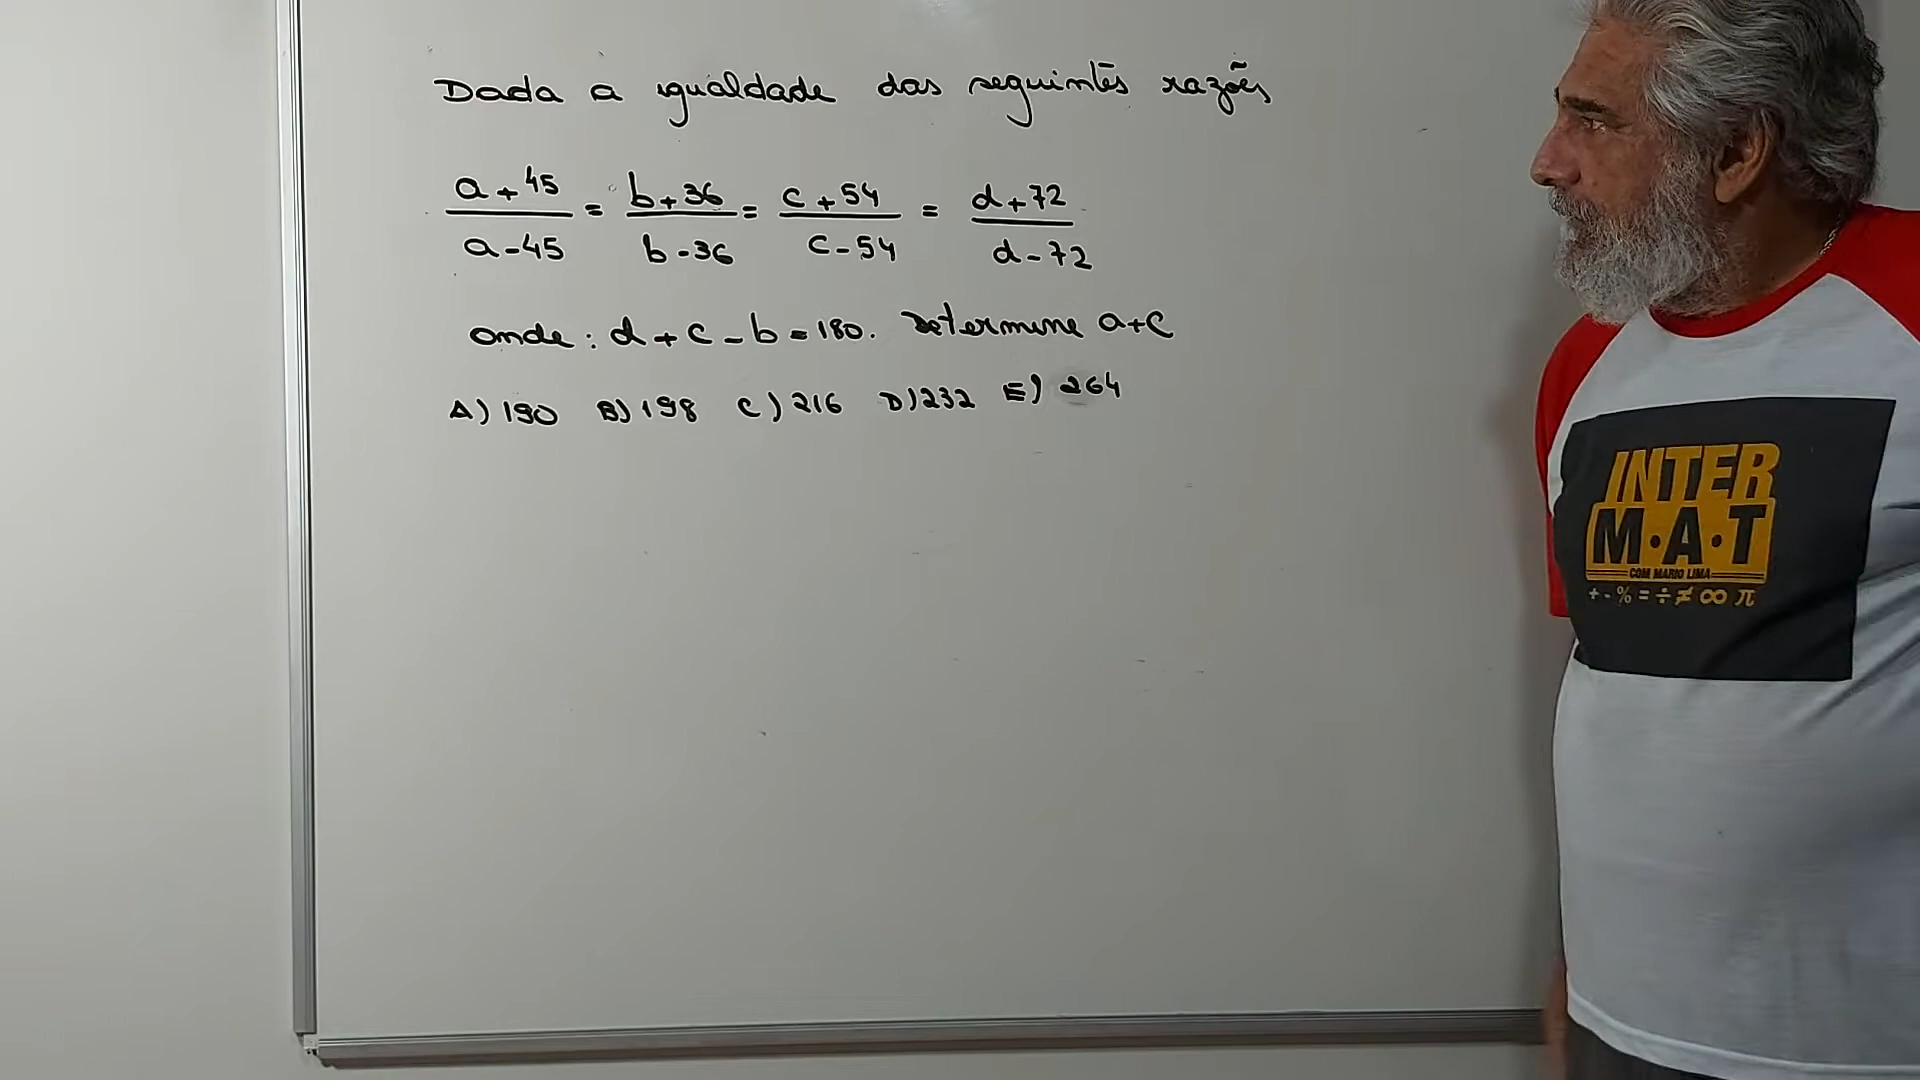 Dada a igualdade das seguintes razões
a+45/a-45 = b+36/b-36 = c+54/c-54 = d+72/d-72
onde: d+c-b=180. Determine a+c
A) 190 B) 198 C) 216 D) 232 E) 264
INTER
M·A·T
COM MARIO LIMA
+ - % = ÷ ≠ ∞ π